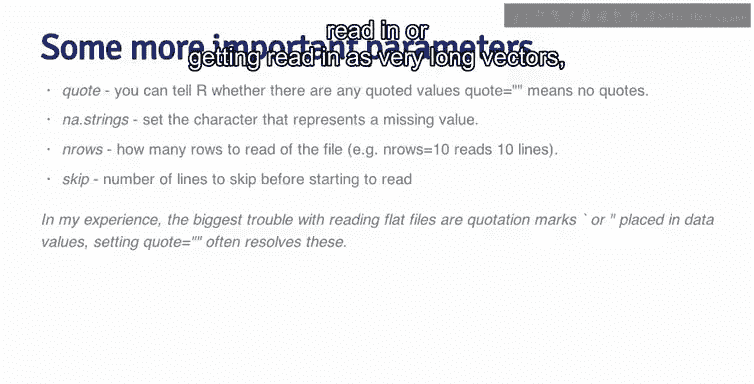 read in or
Some more important parameters
getting read in as very long vectors,
· quote - you can tell R whether there are any quoted values quote="" means no quotes.
· na.strings - set the character that represents a missing value.
· nrows - how many rows to read of the file (e.g. nrows=10 reads 10 lines).
· skip - number of lines to skip before starting to read
In my experience, the biggest trouble with reading flat files are quotation marks ` or " placed in data
values, setting quote="" often resolves these.